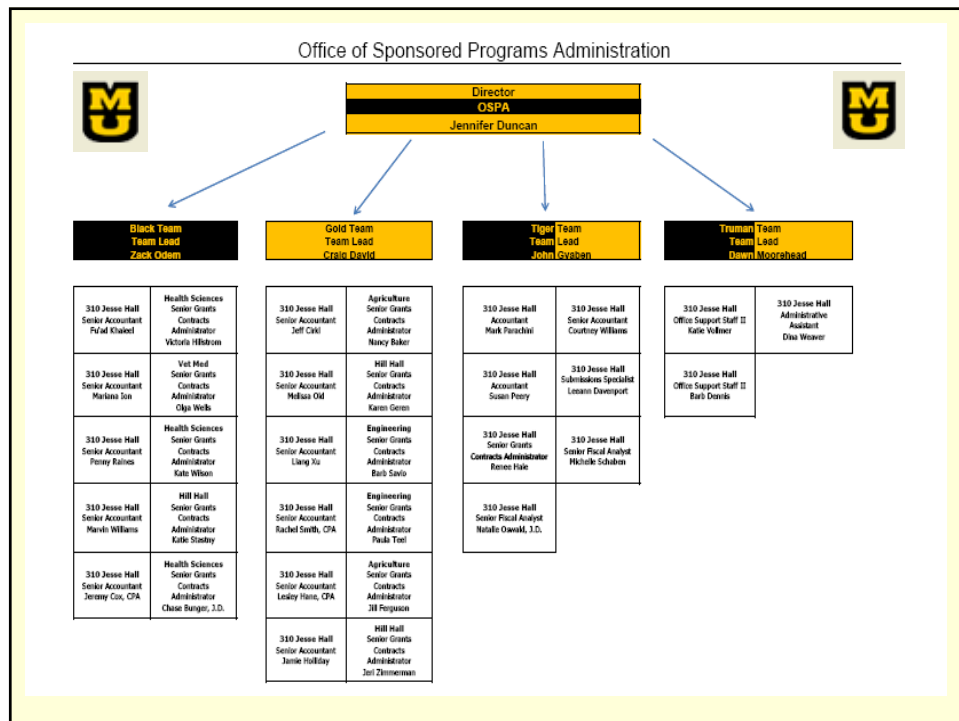 Office of Sponsored Programs Administration
MU
MU
Director
OSPA
Jennifer Duncan
Black Team
Team Lead
Zack Odem
Gold Team
Team Lead
Craig David
Tiger Team
Team Lead
John Gyaben
Truman Team
Team Lead
Dawn Moorehead
310 Jesse Hall
Senior Accountant
Fu'ad Khaleel
Health Sciences
Senior Grants
Contracts
Administrator
Victoria Hillstrom
310 Jesse Hall
Senior Accountant
Mariana Ion
Vet Med
Senior Grants
Contracts
Administrator
Olga Wells
310 Jesse Hall
Senior Accountant
Penny Raines
Health Sciences
Senior Grants
Contracts
Administrator
Kate Wilson
310 Jesse Hall
Senior Accountant
Marvin Williams
Hill Hall
Senior Grants
Contracts
Administrator
Katie Stastny
310 Jesse Hall
Senior Accountant
Jeremy Cox, CPA
Health Sciences
Senior Grants
Contracts
Administrator
Chase Bunger, J.D.
310 Jesse Hall
Senior Accountant
Jeff
Agriculture
Senior Grants
Contracts
Administrator
Nancy Baker
310 Jesse Hall
Senior Accountant
Melissa Old
Hill Hall
Senior Grants
Contracts
Administrator
Karen Geren
310 Jesse Hall
Senior Accountant
Liang Xu
Engineering
Senior Grants
Contracts
Administrator
Barb Savio
310 Jesse Hall
Senior Accountant
Rachel Smith, CPA
Engineering
Senior Grants
Contracts
Administrator
Paula Teel
310 Jesse Hall
Senior Accountant
Lesley Hane, CPA
Agriculture
Senior Grants
Contracts
Administrator
Jill Ferguson
310 Jesse Hall
Senior Accountant
Jamie Holliday
Hill Hall
Senior Grants
Contracts
Administrator
Jeri Zimmerman
310 Jesse Hall
Accountant
Mark Parachini
310 Jesse Hall
Senior Accountant
Courtney Williams
310 Jesse Hall
Accountant
Susan Peery
310 Jesse Hall
Submissions Specialist
Leeann Davenport
310 Jesse Hall
Senior Grants
Contracts Administrator
Renee Hale
310 Jesse Hall
Senior Fiscal Analyst
Michelle Schaben
310 Jesse Hall
Senior Fiscal Analyst
Natalie Oswald, J.D.
310 Jesse Hall
Office Support Staff II
Katie Vollmer
310 Jesse Hall
Administrative
Assistant
Dina Weaver
310 Jesse Hall
Office Support Staff II
Barb Dennis